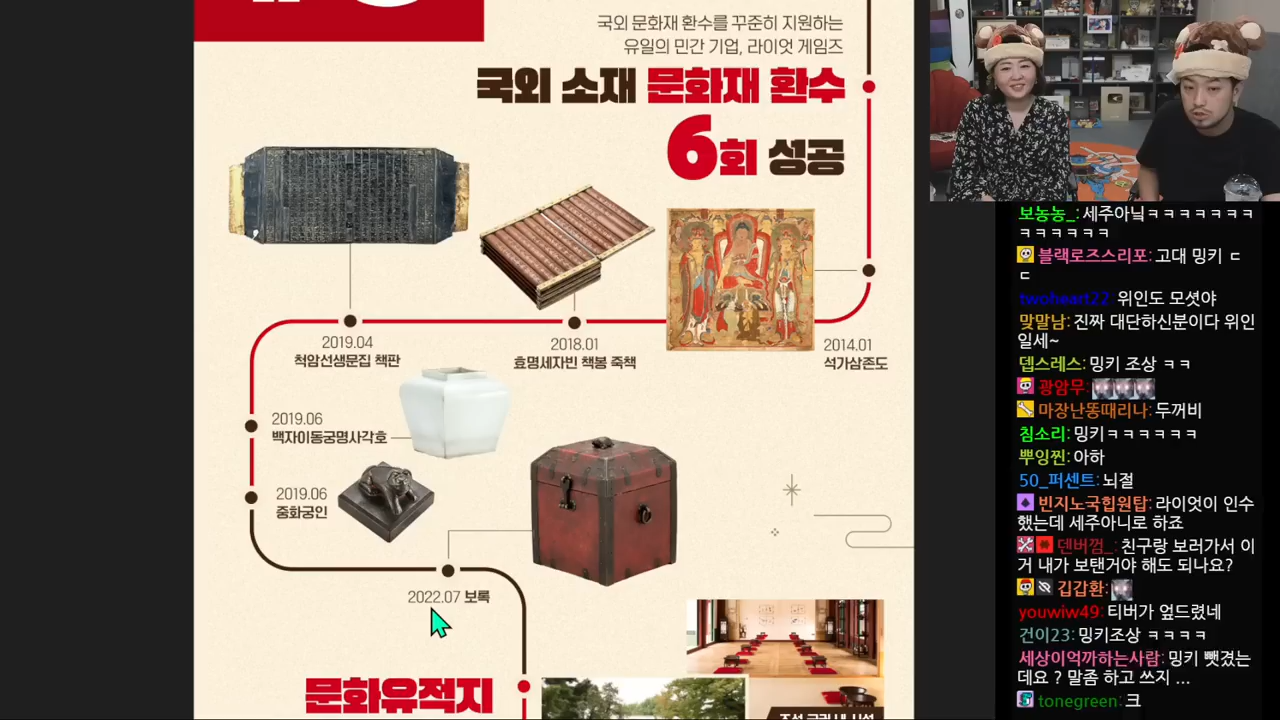 국외 문화재 환수를 꾸준히 지원하는
유일의 민간 기업, 라이엇 게임즈
국외 소재 문화재 환수
6회 성공
2019.04
척암선생문집 책판
2018.01
효명세자빈 책봉 죽책
2014.01
석가삼존도
2019.06
백자이동궁명사각호
2019.06
중화궁인
2022.07 보록
문화유적지
보농농_: 세주아닠ㅋㅋㅋㅋㅋㅋㅋ
ㅋㅋㅋㅋㅋㅋ
블랙로즈스리포: 고대 밍키 ㄷ
ㄷ
twoheart22: 위인도 모셧야
맞말남: 진짜 대단하신분이다 위인
일세~
뎁스레스: 밍키 조상 ㅋㅋ
광암무:
마장난똥때리나: 두꺼비
침소리: 밍키ㅋㅋㅋㅋㅋㅋ
뿌잉찐: 아하
50_퍼센트: 뇌절
빈지노국힙원탑: 라이엇이 인수
했는데 세주아니로 하죠
덴버껌_: 친구랑 보러가서 이
거 내가 보탠거야 해도 되나요?
깁갑환:
youwiw49: 티버가 엎드렸네
건이23: 밍키조상 ㅋㅋㅋㅋ
세상이억까하는사람: 밍키 뺏겼는
데요 ? 말좀 하고 쓰지 ...
tonegreen: 크